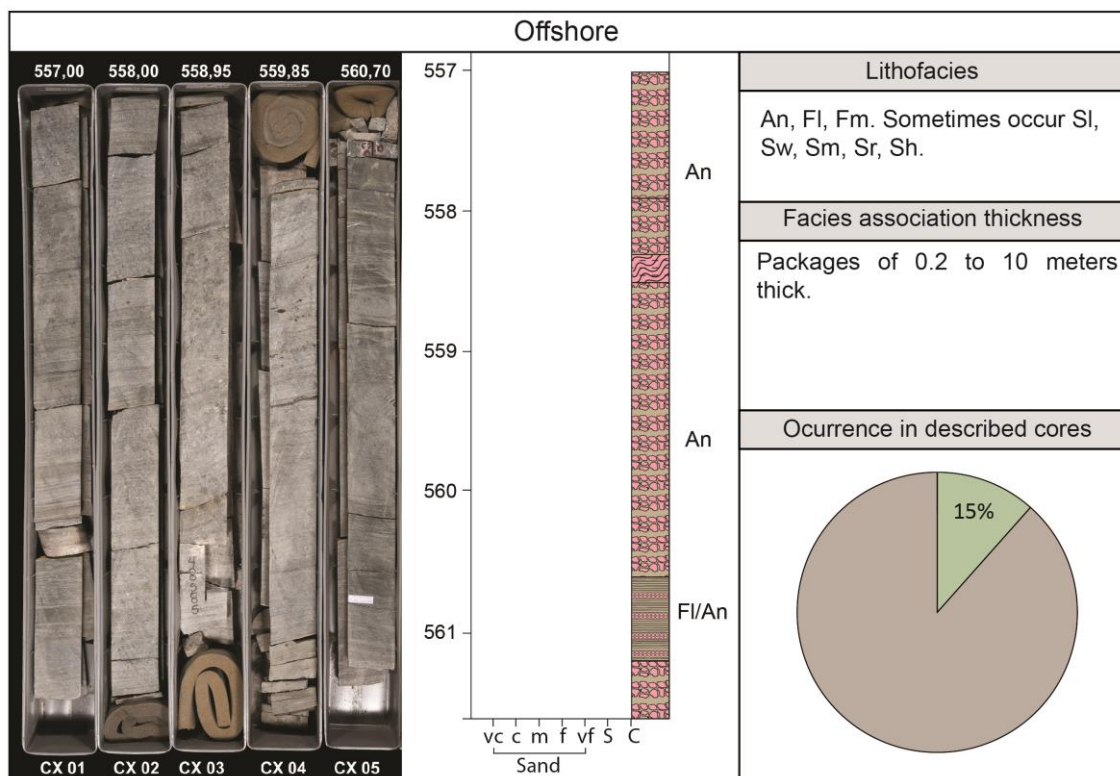 Offshore
557,00 558,00 558,95 559,85 560,70
CX 01 CX 02 CX 03 CX 04 CX 05
557
558
559
560
561
An
An
Fl/An
vc c m f vf S C
Sand
Lithofacies
An, Fl, Fm. Sometimes occur Sl,
Sw, Sm, Sr, Sh.
Facies association thickness
Packages of 0.2 to 10 meters
thick.
Ocurrence in described cores
15%